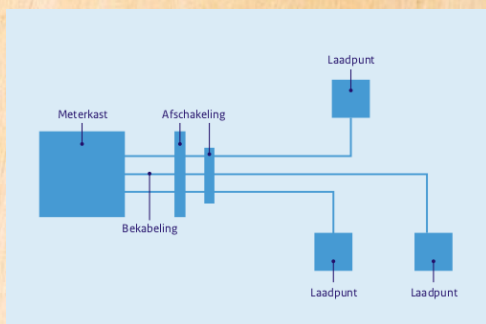 Laadpunt
Meterkast
Afschakeling
Bekabeling
Laadpunt
Laadpunt